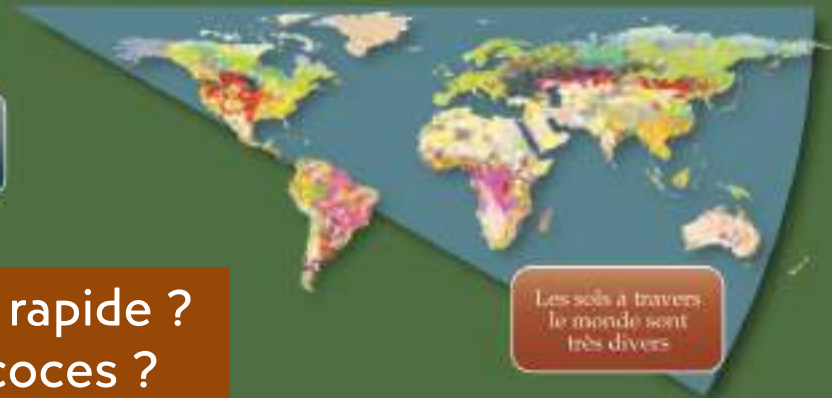 rapide ?
coces ?
Les sols à travers
le monde sont
très divers